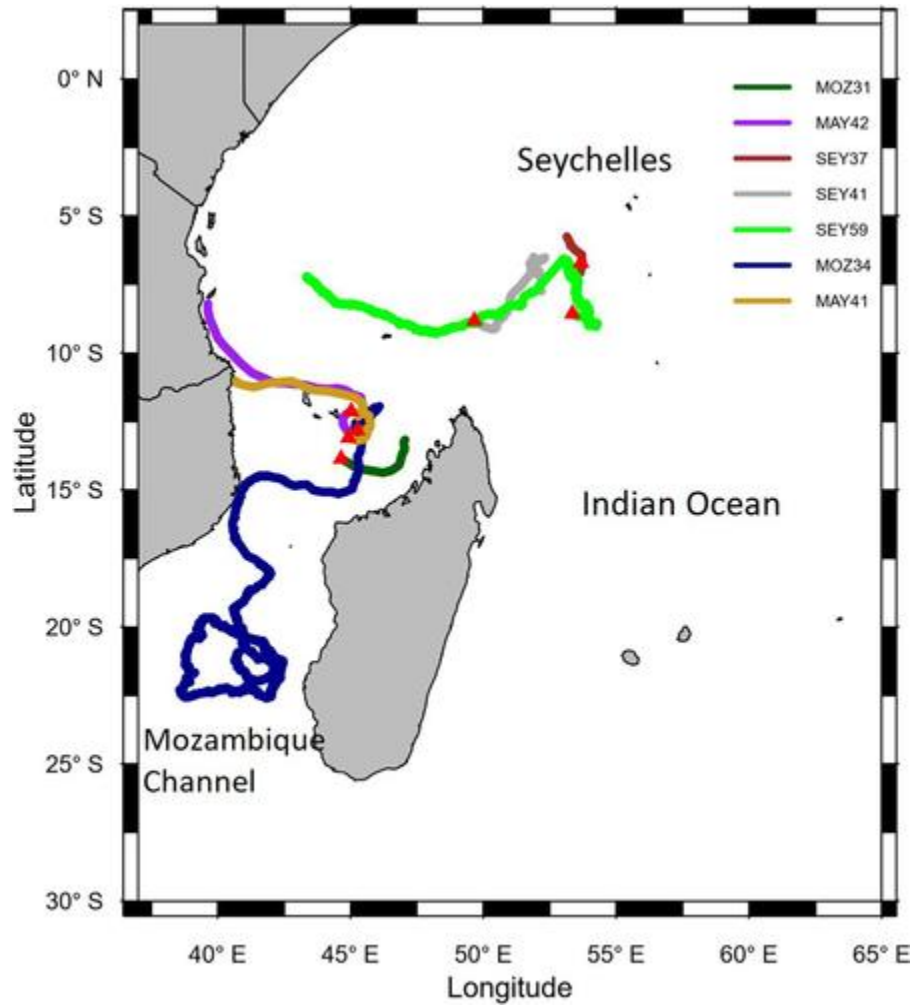 0° N
5° S
10° S
15° S
20° S
25° S
30° S
Latitude
MOZ31
MAY42
SEY37
SEY41
SEY59
MOZ34
MAY41
Seychelles
Indian Ocean
Mozambique
Channel
40° E
45° E
50° E
55° E
60° E
65° E
Longitude